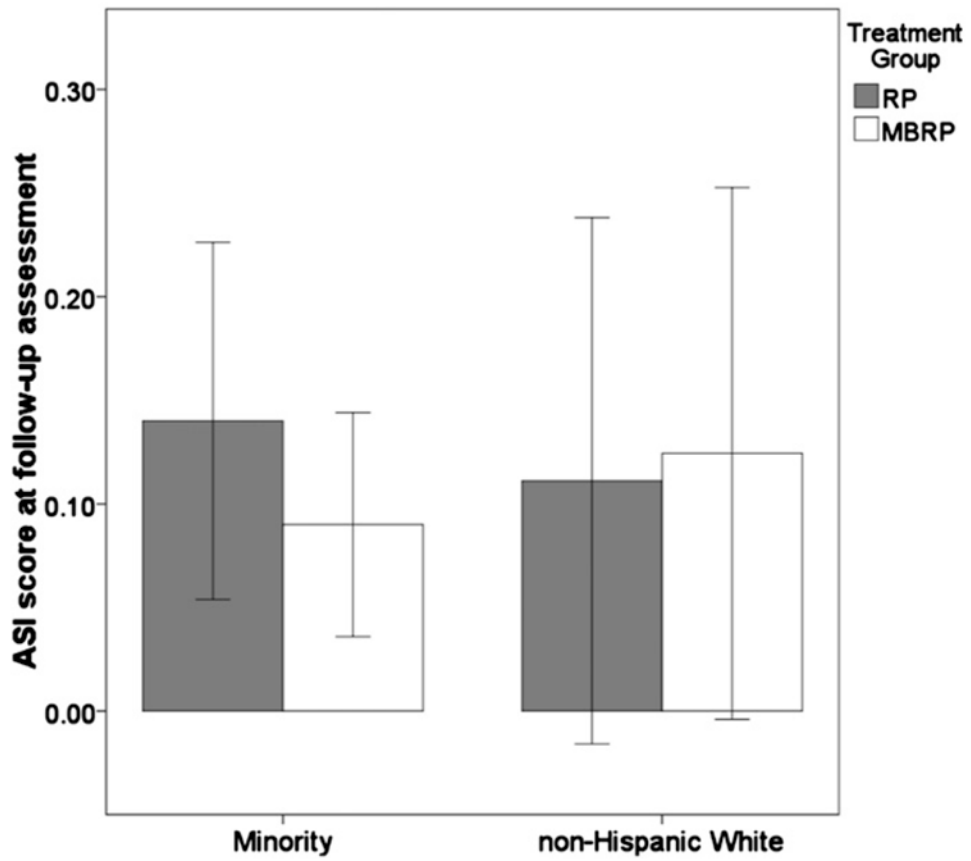 Treatment
Group
RP
MBRP
ASI score at follow-up assessment
0.30
0.20
0.10
0.00
Minority
non-Hispanic White